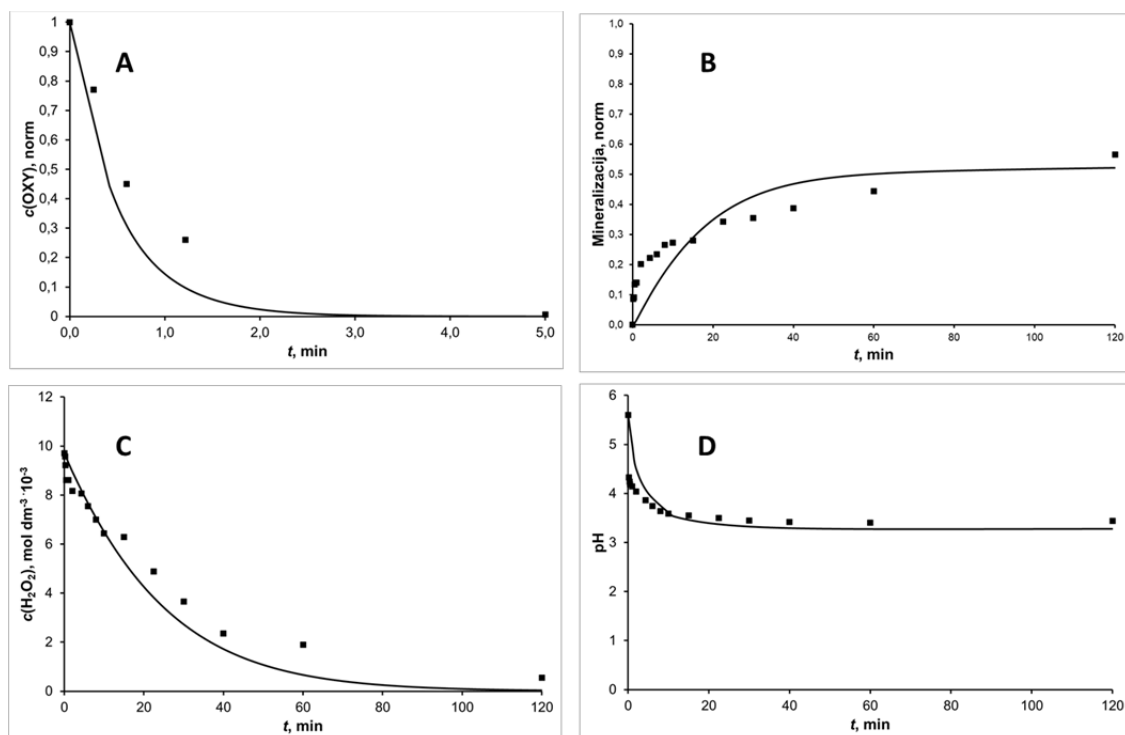 A
c(OXY), norm
1
0,9
0,8
0,7
0,6
0,5
0,4
0,3
0,2
0,1
0
0,0 1,0 2,0 3,0 4,0 5,0
t, min
B
Mineralizacija, norm
1,0
0,9
0,8
0,7
0,6
0,5
0,4
0,3
0,2
0,1
0,0
0 20 40 60 80 100 120
t, min
C
c(H₂O₂), mol dm⁻³ ·10⁻³
12
10
8
6
4
2
0
0 20 40 60 80 100 120
t, min
D
pH
6
5
4
3
2
1
0
0 20 40 60 80 100 120
t, min